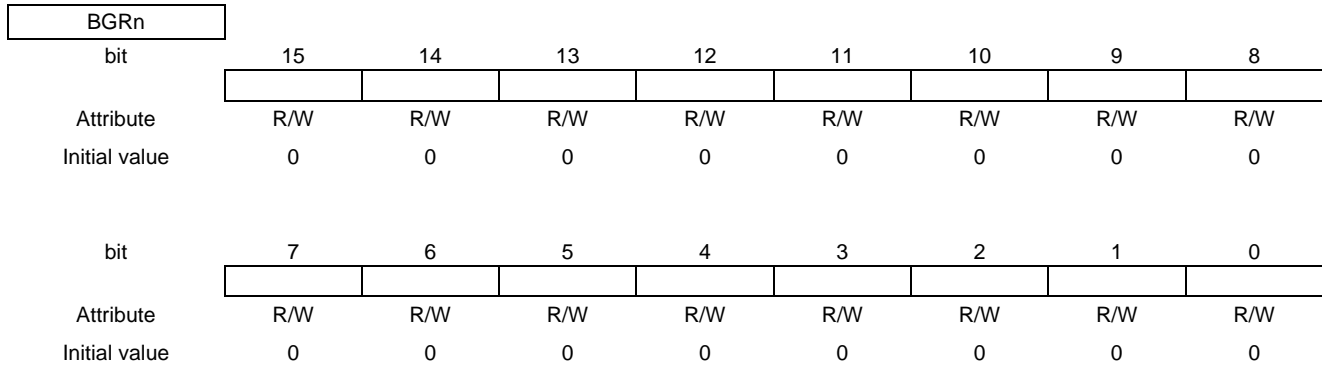 BGRn
bit 15 14 13 12 11 10 9 8
Attribute R/W R/W R/W R/W R/W R/W R/W R/W
Initial value 0 0 0 0 0 0 0 0
bit 7 6 5 4 3 2 1 0
Attribute R/W R/W R/W R/W R/W R/W R/W R/W
Initial value 0 0 0 0 0 0 0 0